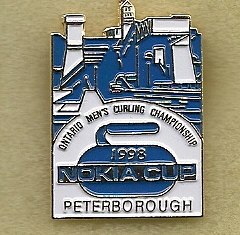 ONTARIO MEN'S CURLING CHAMPIONSHIP
1998
NOKIA CUP
PETERBOROUGH